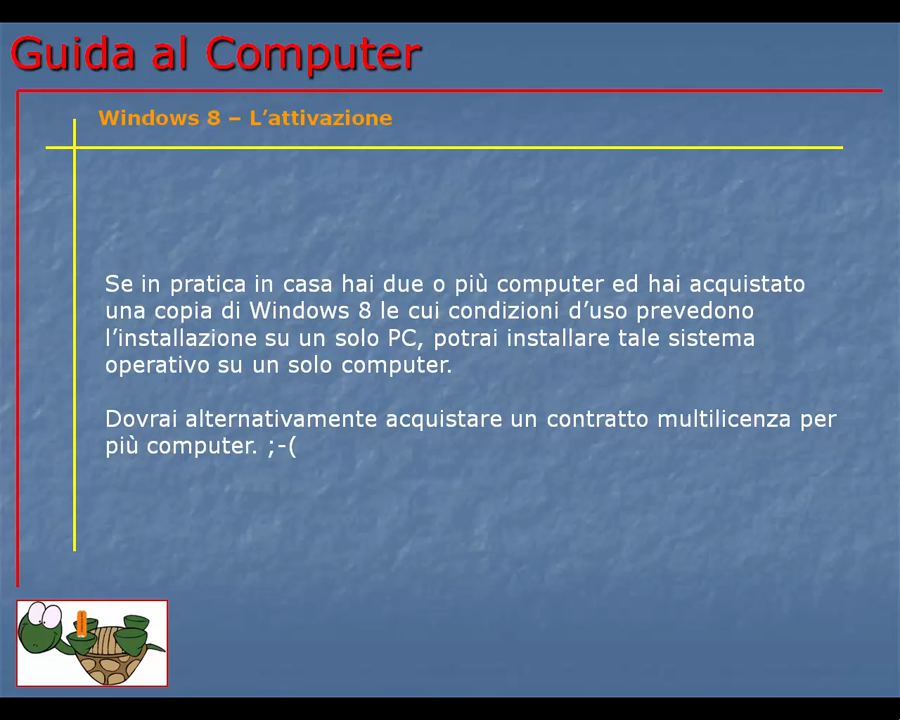 Guida al Computer
Windows 8 – L’attivazione
Se in pratica in casa hai due o più computer ed hai acquistato
una copia di Windows 8 le cui condizioni d’uso prevedono
l’installazione su un solo PC, potrai installare tale sistema
operativo su un solo computer.
Dovrai alternativamente acquistare un contratto multilicenza per
più computer. ;-(